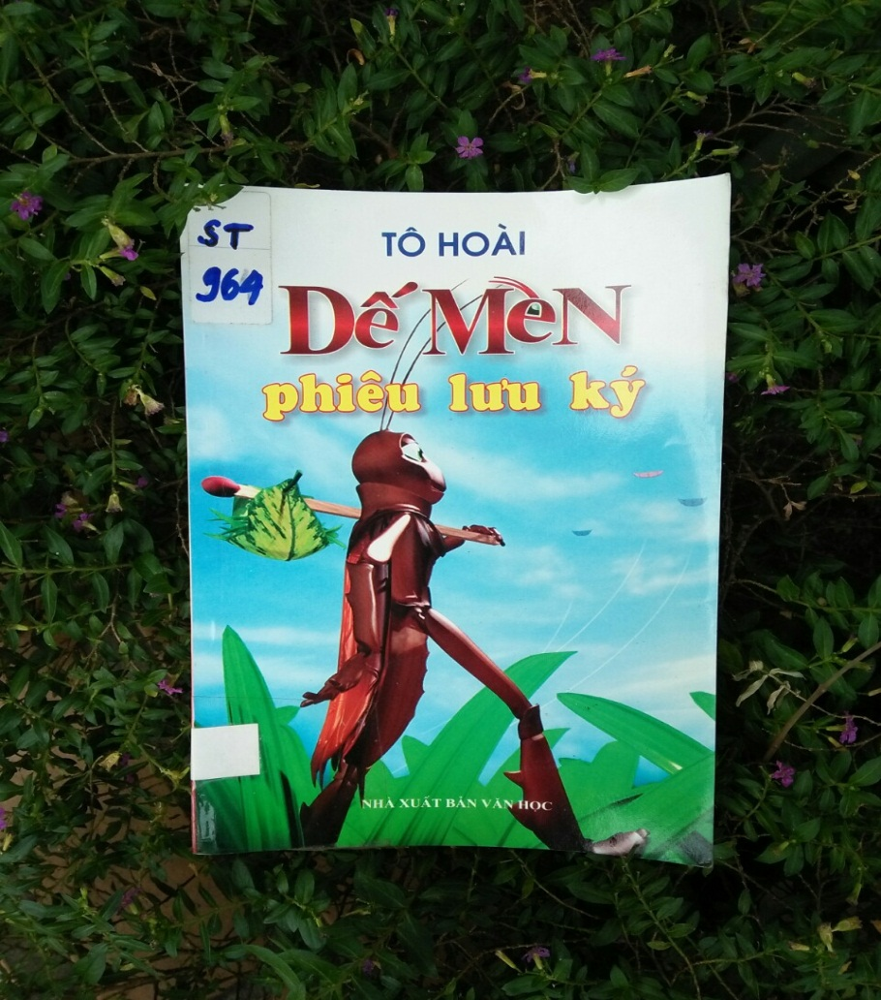 ST
964
TÔ HOÀI
DẾ MÈN
phiêu lưu ký
NHÀ XUẤT BẢN VĂN HỌC